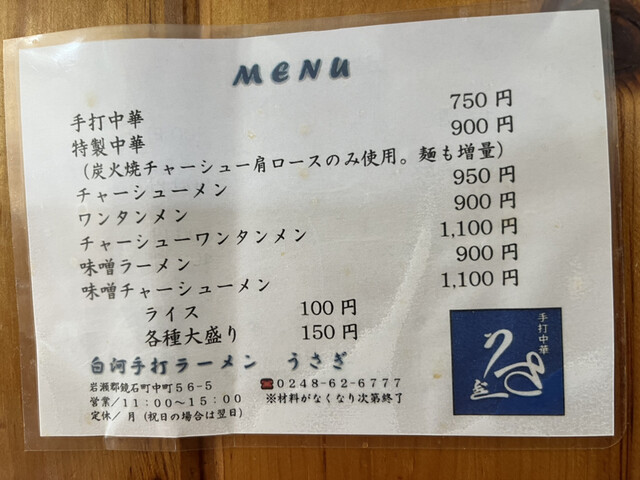 MENU
手打中華 750円
特製中華 900円
(炭火焼チャーシュー肩ロースのみ使用。麺も増量)
チャーシューメン 950円
ワンタンメン 900円
チャーシューワンタンメン 1,100円
味噌ラーメン 900円
味噌チャーシューメン 1,100円
ライス 100円
各種大盛り 150円
白河手打ラーメン うさぎ
岩瀬郡鏡石町中町56-5 ☎0248-62-6777
営業/11:00〜15:00 ※材料がなくなり次第終了
定休/月(祝日の場合は翌日)
手打中華